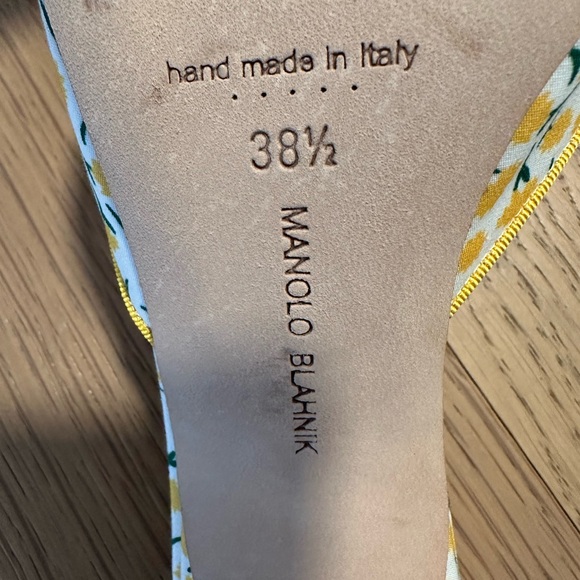 hand made in Italy
38½
MANOLO BLAHNIK